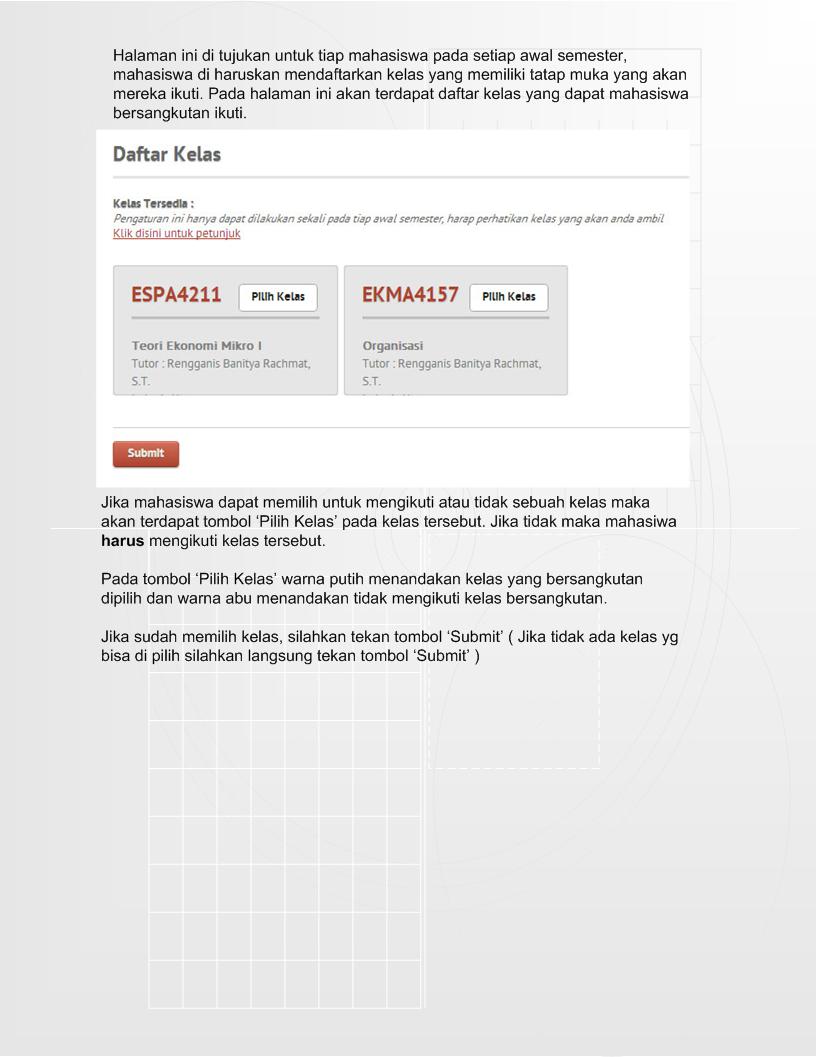 Halaman ini di tujukan untuk tiap mahasiswa pada setiap awal semester,
mahasiswa di haruskan mendaftarkan kelas yang memiliki tatap muka yang akan
mereka ikuti. Pada halaman ini akan terdapat daftar kelas yang dapat mahasiswa
bersangkutan ikuti.
Daftar Kelas
Kelas Tersedia :
Pengaturan ini hanya dapat dilakukan sekali pada tiap awal semester, harap perhatikan kelas yang akan anda ambil
Klik disini untuk petunjuk
ESPA4211 Pilih Kelas
Teori Ekonomi Mikro I
Tutor : Rengganis Banitya Rachmat,
S.T.
EKMA4157 Pilih Kelas
Organisasi
Tutor : Rengganis Banitya Rachmat,
S.T.
Submit
Jika mahasiswa dapat memilih untuk mengikuti atau tidak sebuah kelas maka
akan terdapat tombol ‘Pilih Kelas’ pada kelas tersebut. Jika tidak maka mahasiwa
harus mengikuti kelas tersebut.
Pada tombol ‘Pilih Kelas’ warna putih menandakan kelas yang bersangkutan
dipilih dan warna abu menandakan tidak mengikuti kelas bersangkutan.
Jika sudah memilih kelas, silahkan tekan tombol ‘Submit’ ( Jika tidak ada kelas yg
bisa di pilih silahkan langsung tekan tombol ‘Submit’ )